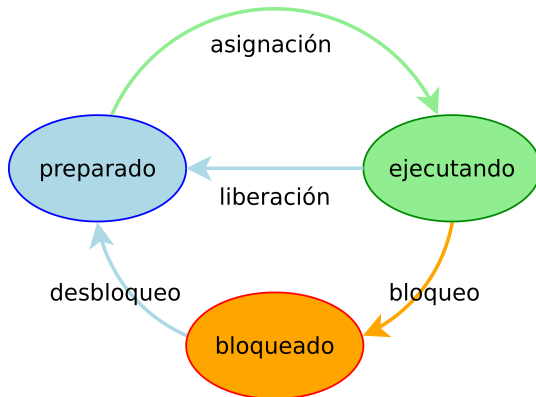 asignación
preparado
ejecutando
liberación
desbloqueo
bloqueo
bloqueado